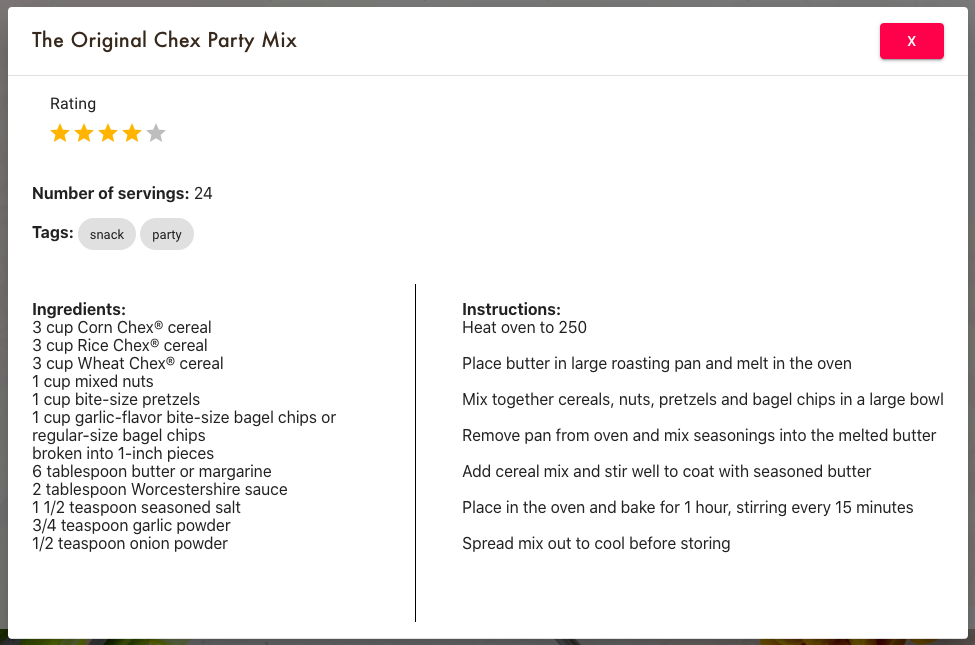 The Original Chex Party Mix
X
Rating
Number of servings: 24
Tags: snack party
Ingredients:
3 cup Corn Chex® cereal
3 cup Rice Chex® cereal
3 cup Wheat Chex® cereal
1 cup mixed nuts
1 cup bite-size pretzels
1 cup garlic-flavor bite-size bagel chips or
regular-size bagel chips
broken into 1-inch pieces
6 tablespoon butter or margarine
2 tablespoon Worcestershire sauce
1 1/2 teaspoon seasoned salt
3/4 teaspoon garlic powder
1/2 teaspoon onion powder
Instructions:
Heat oven to 250
Place butter in large roasting pan and melt in the oven
Mix together cereals, nuts, pretzels and bagel chips in a large bowl
Remove pan from oven and mix seasonings into the melted butter
Add cereal mix and stir well to coat with seasoned butter
Place in the oven and bake for 1 hour, stirring every 15 minutes
Spread mix out to cool before storing